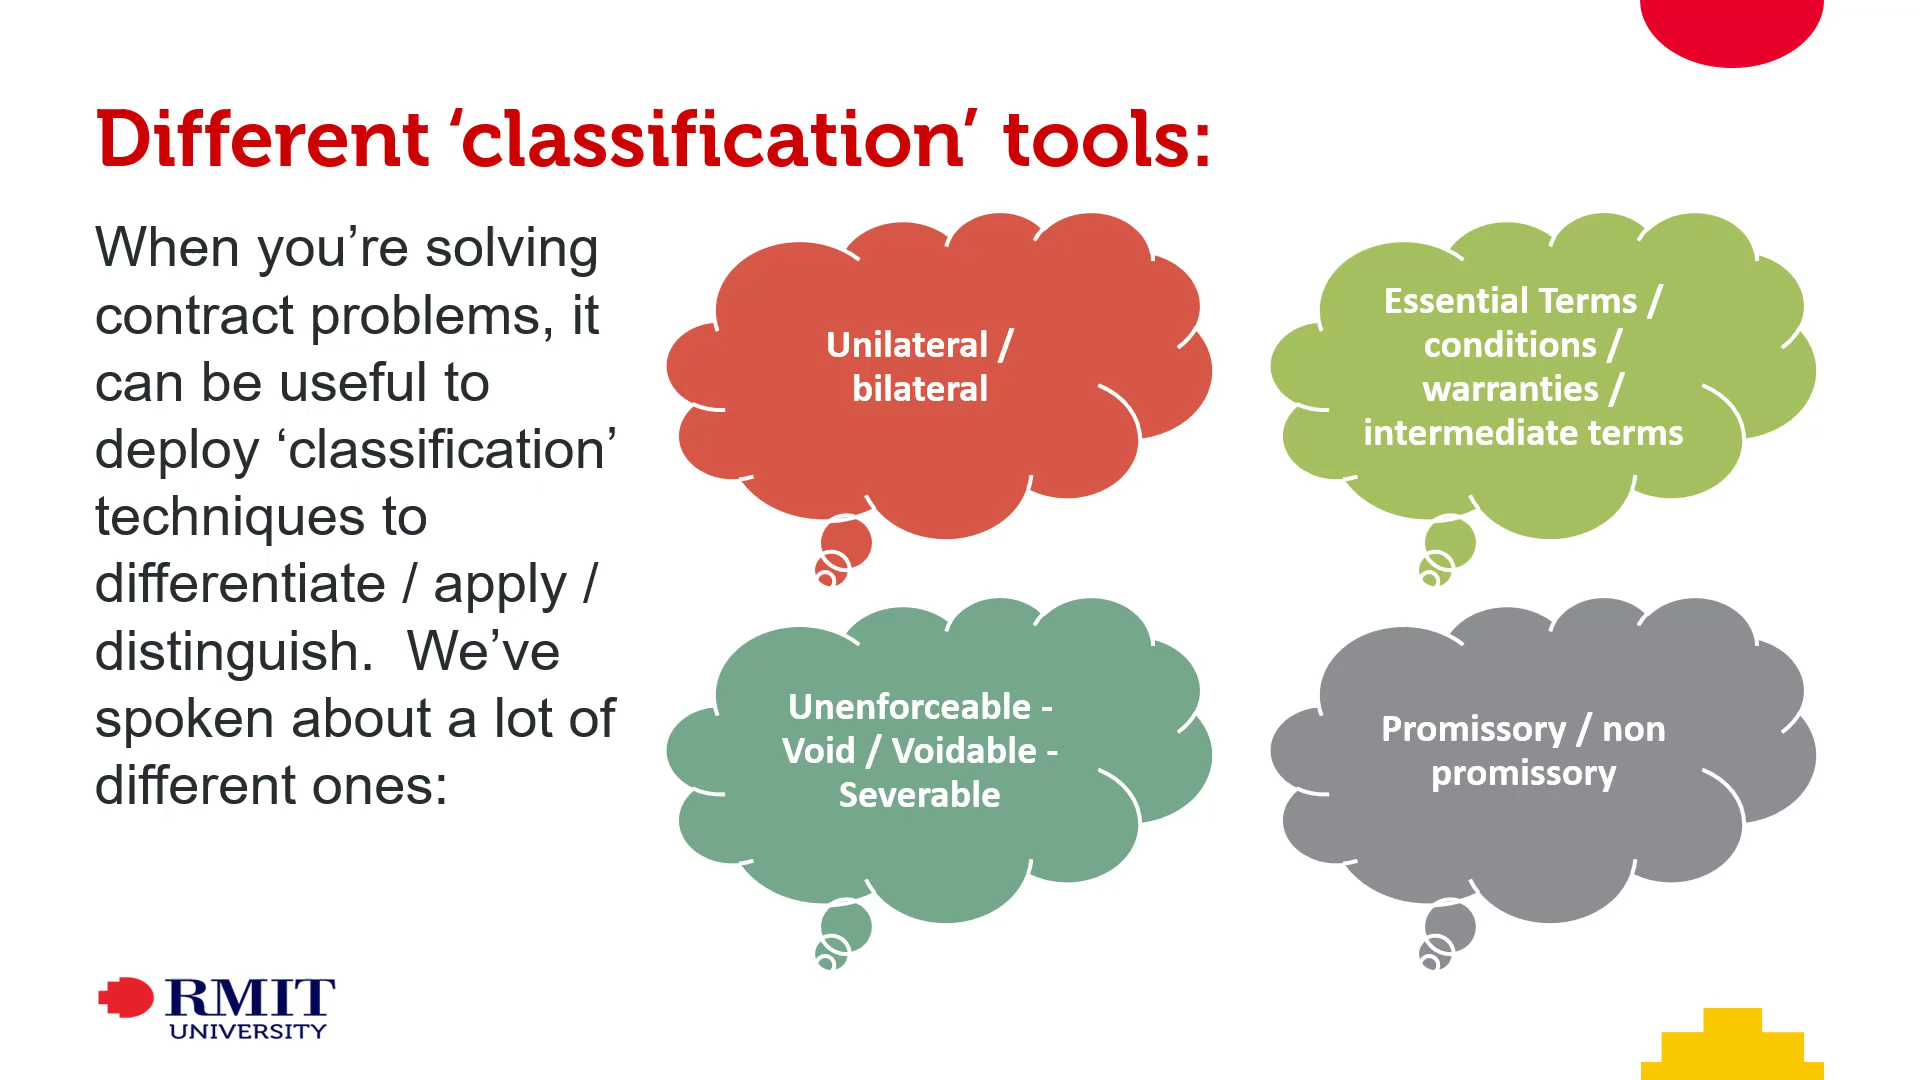 Different ‘classification’ tools:
When you’re solving
contract problems, it
can be useful to
deploy ‘classification’
techniques to
differentiate / apply /
distinguish.  We’ve
spoken about a lot of
different ones:
Unilateral /
bilateral
Essential Terms /
conditions /
warranties /
intermediate terms
Unenforceable -
Void / Voidable -
Severable
Promissory / non
promissory
RMIT
UNIVERSITY